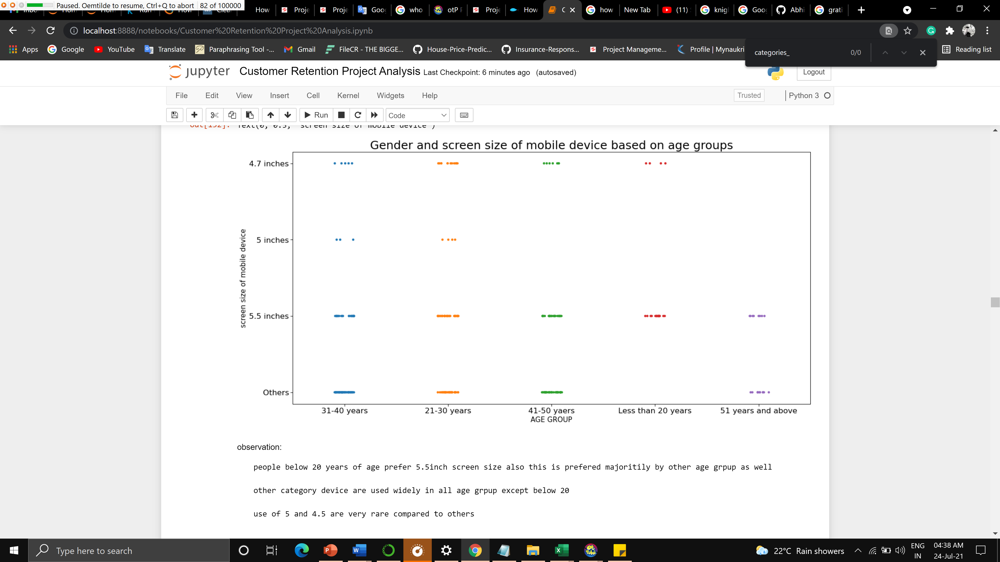 Paused. Oemtilde to resume, Ctrl+Q to abort 82 of 100000
How Proje Proje Goog who otP F Proje How C how New Tab (11) knigl Goog Abhi grati
localhost:8888/notebooks/Customer%20Retention%20Project%20Analysis.ipynb
Apps Google YouTube Translate Paraphrasing Tool -... Gmail FileCR - THE BIGGE... House-Price-Predic... Insurance-Respons... Project Manageme... Profile | Mynaukri Reading list
categories_ 0/0
jupyter Customer Retention Project Analysis Last Checkpoint: 6 minutes ago (autosaved)
Logout
File Edit View Insert Cell Kernel Widgets Help Trusted Python 3
Run Code
Out[192]: Text(0, 0.5, 'screen size of mobile device')
Gender and screen size of mobile device based on age groups
4.7 inches
5 inches
5.5 inches
Others
screen size of mobile device
31-40 years 21-30 years 41-50 yaers Less than 20 years 51 years and above
AGE GROUP
observation:
people below 20 years of age prefer 5.5inch screen size also this is prefered majoritily by other age grpup as well
other category device are used widely in all age grpup except below 20
use of 5 and 4.5 are very rare compared to others
Type here to search
22°C Rain showers
ENG
IN
04:38 AM
24-Jul-21